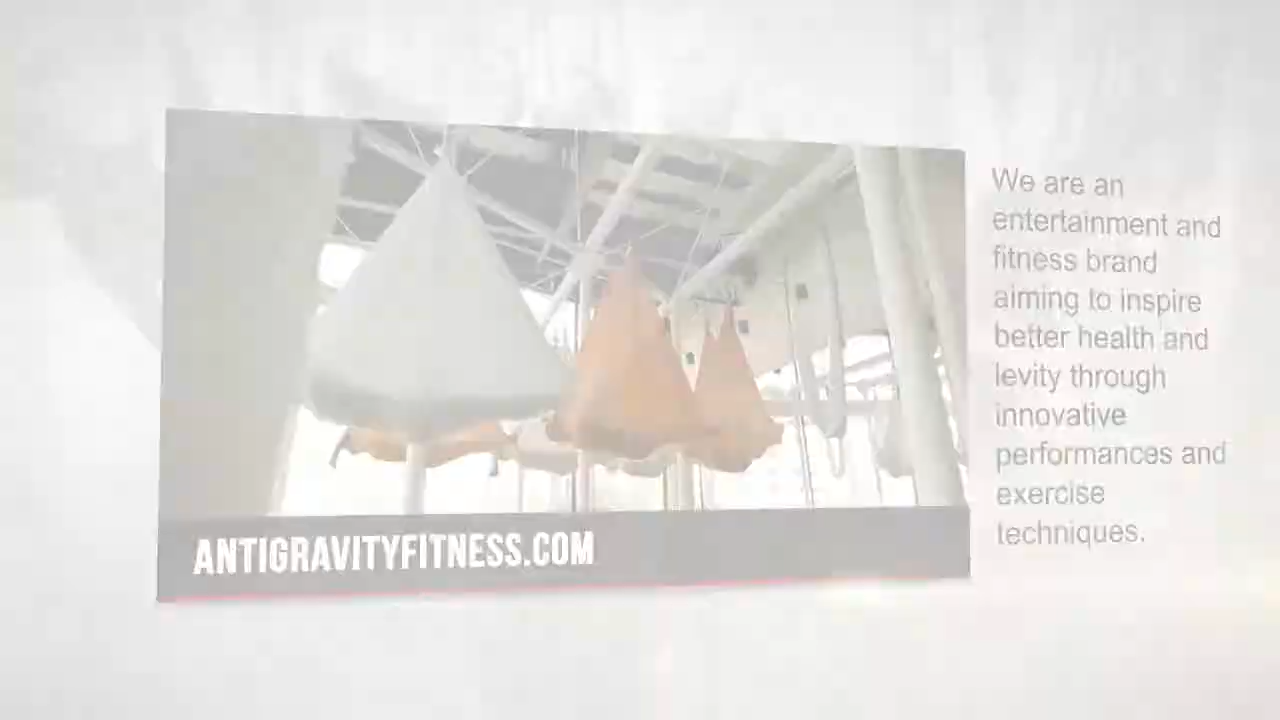 We are an
entertainment and
fitness brand
aiming to inspire
better health and
levity through
innovative
performances and
exercise
techniques.
ANTIGRAVITYFITNESS.COM